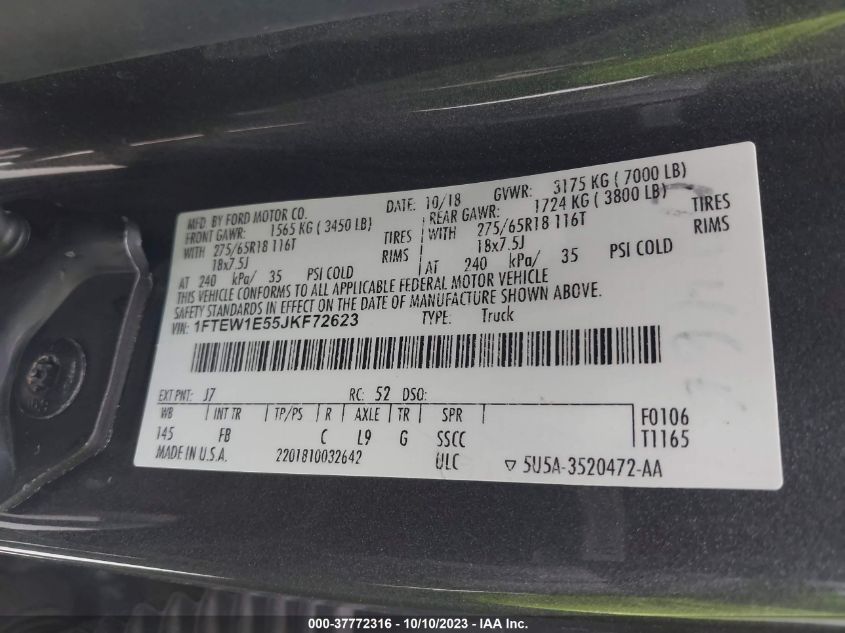 MFD BY FORD MOTOR CO. DATE: 10/18 GVWR: 3175 KG ( 7000 LB)
FRONT GAWR: 1565 KG ( 3450 LB) REAR GAWR: 1724 KG ( 3800 LB)
WITH 275/65R18 116T TIRES WITH 275/65R18 116T TIRES
18x7.5J RIMS 18x7.5J RIMS
AT 240 kPa/ 35 PSI COLD AT 240 kPa/ 35 PSI COLD
THIS VEHICLE CONFORMS TO ALL APPLICABLE FEDERAL MOTOR VEHICLE
SAFETY STANDARDS IN EFFECT ON THE DATE OF MANUFACTURE SHOWN ABOVE.
VIN: 1FTEW1E55JKF72623 TYPE: Truck
EXT PNT: J7 RC: 52 DSO:
WB INT TR TP/PS R AXLE TR SPR F0106
145 FB C L9 G SSCC T1165
MADE IN U.S.A. 2201810032642 ULC ▽ 5U5A-3520472-AA
000-37772316 - 10/10/2023 - IAA Inc.